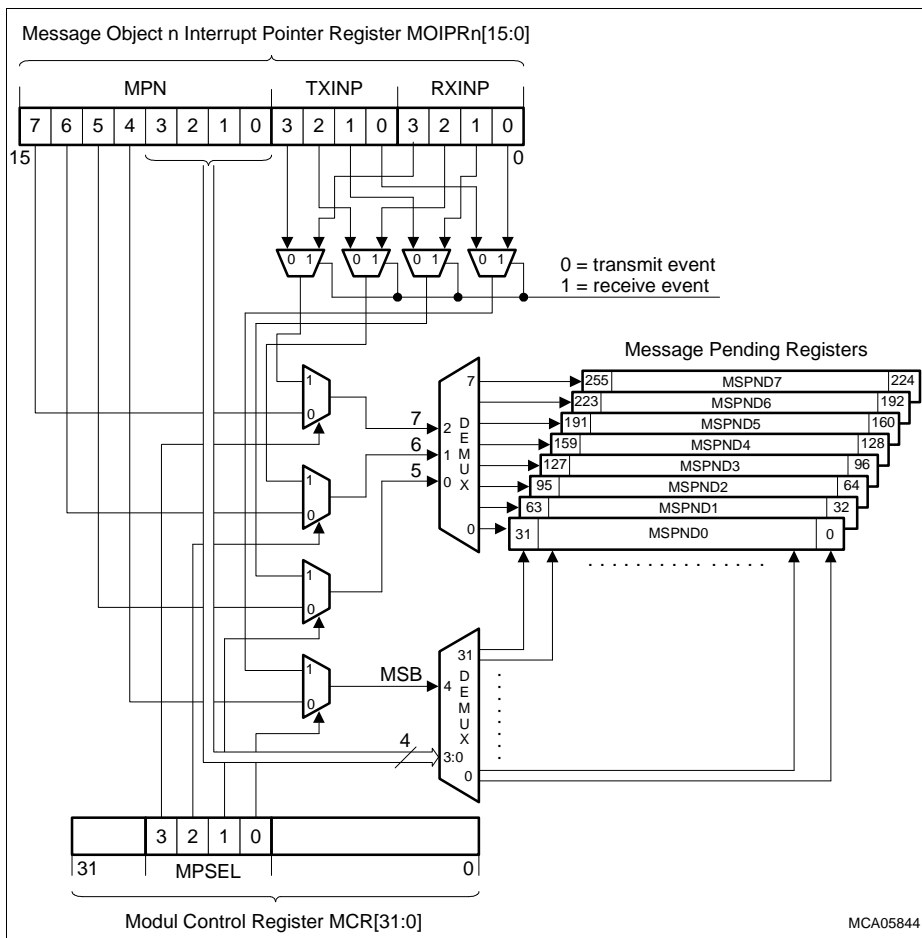 Message Object n Interrupt Pointer Register MOIPRn[15:0]
MPN TXINP RXINP
7 6 5 4 3 2 1 0 3 2 1 0 3 2 1 0
15 0
0 1 0 1 0 1 0 1
0 = transmit event
1 = receive event
Message Pending Registers
255 MSPND7 224
223 MSPND6 192
191 MSPND5 160
159 MSPND4 128
127 MSPND3 96
95 MSPND2 64
63 MSPND1 32
31 MSPND0 0
. . . . . . . . . . . . . . .
1
0
7
1
0
6
1
0
5
1
0
MSB
7
2
1
0
DEMUX
0
31
4
DEMUX
3:0
0
4
3 2 1 0
31 MPSEL 0
Modul Control Register MCR[31:0]
MCA05844